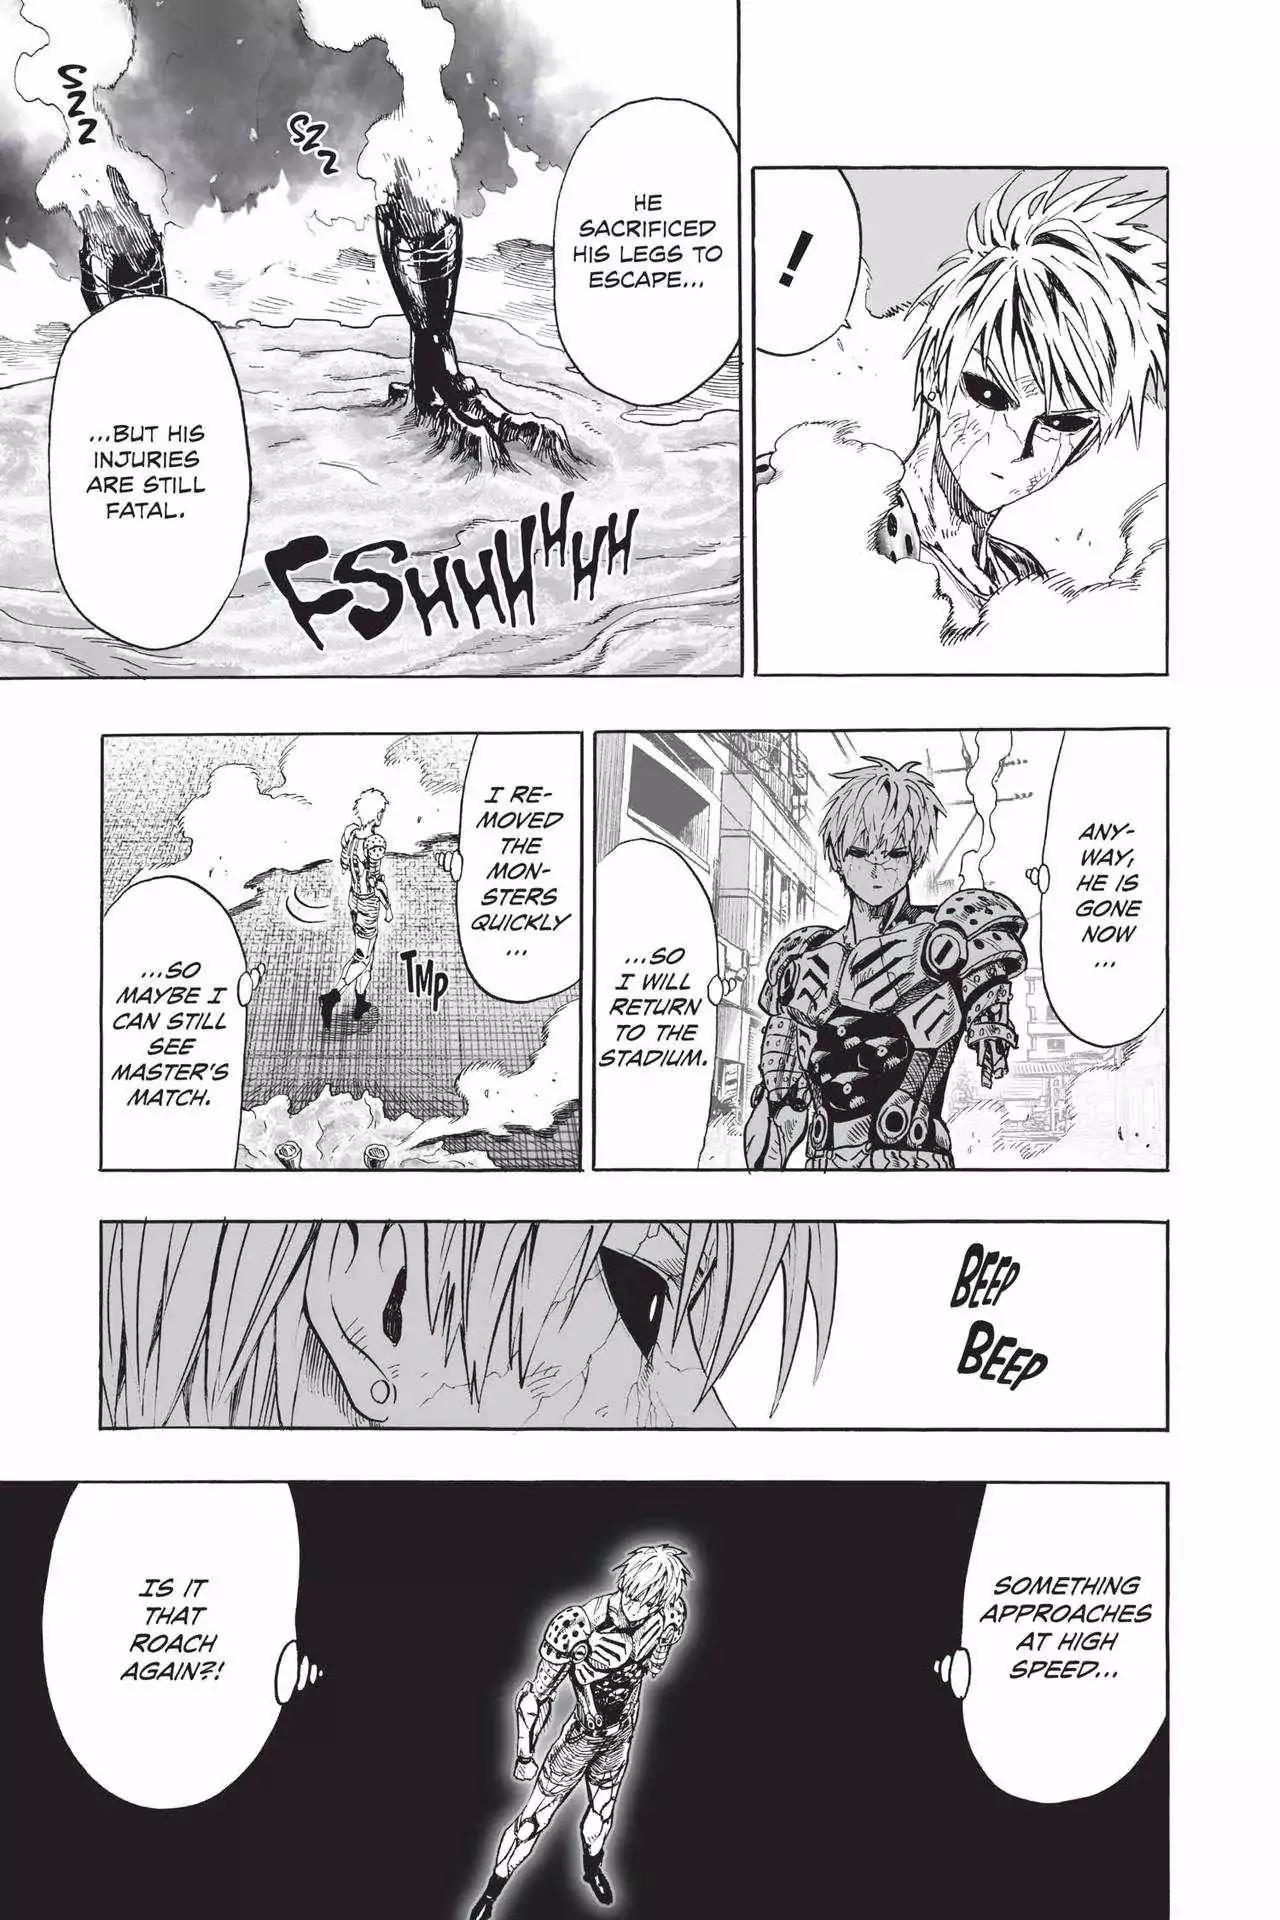 !
HE
SACRIFICED
HIS LEGS TO
ESCAPE...
SZZ
SZZ
...BUT HIS
INJURIES
ARE STILL
FATAL.
FSHHHHHHH
ANY-
WAY,
HE IS
GONE
NOW
...
...SO
I WILL
RETURN
TO THE
STADIUM.
I RE-
MOVED
THE
MON-
STERS
QUICKLY
...
TMP
...SO
MAYBE I
CAN STILL
SEE
MASTER'S
MATCH.
BEEP
BEEP
SOMETHING
APPROACHES
AT HIGH
SPEED...
IS IT
THAT
ROACH
AGAIN?!